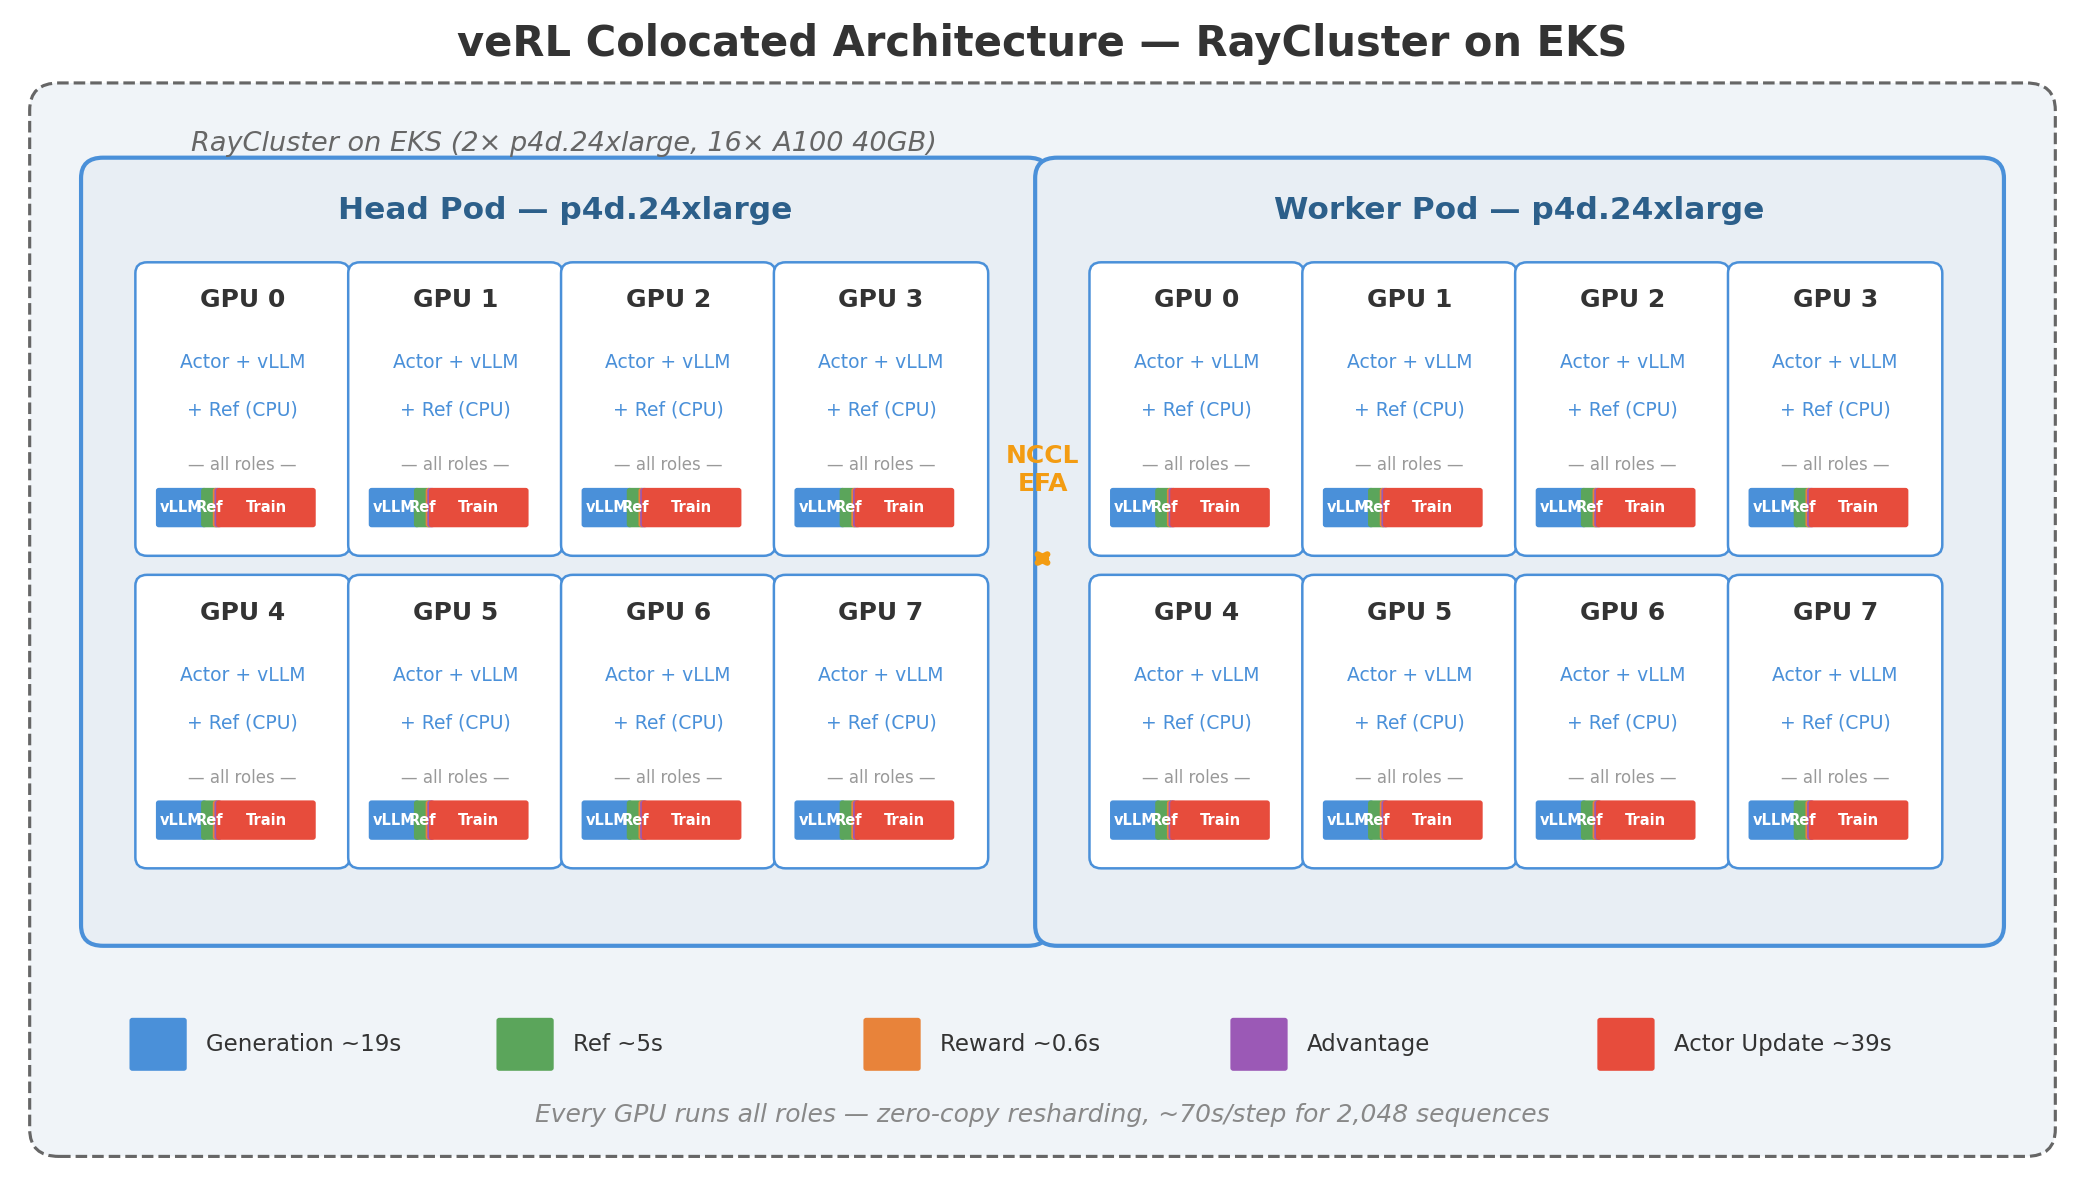 veRL Colocated Architecture — RayCluster on EKS
RayCluster on EKS (2× p4d.24xlarge, 16× A100 40GB)
Head Pod — p4d.24xlarge
GPU 0 GPU 1 GPU 2 GPU 3
Actor + vLLM Actor + vLLM Actor + vLLM Actor + vLLM
+ Ref (CPU) + Ref (CPU) + Ref (CPU) + Ref (CPU)
— all roles — — all roles — — all roles — — all roles —
vLLM Ref Train vLLM Ref Train vLLM Ref Train vLLM Ref Train
GPU 4 GPU 5 GPU 6 GPU 7
Actor + vLLM Actor + vLLM Actor + vLLM Actor + vLLM
+ Ref (CPU) + Ref (CPU) + Ref (CPU) + Ref (CPU)
— all roles — — all roles — — all roles — — all roles —
vLLM Ref Train vLLM Ref Train vLLM Ref Train vLLM Ref Train
NCCL
EFA
Worker Pod — p4d.24xlarge
GPU 0 GPU 1 GPU 2 GPU 3
Actor + vLLM Actor + vLLM Actor + vLLM Actor + vLLM
+ Ref (CPU) + Ref (CPU) + Ref (CPU) + Ref (CPU)
— all roles — — all roles — — all roles — — all roles —
vLLM Ref Train vLLM Ref Train vLLM Ref Train vLLM Ref Train
GPU 4 GPU 5 GPU 6 GPU 7
Actor + vLLM Actor + vLLM Actor + vLLM Actor + vLLM
+ Ref (CPU) + Ref (CPU) + Ref (CPU) + Ref (CPU)
— all roles — — all roles — — all roles — — all roles —
vLLM Ref Train vLLM Ref Train vLLM Ref Train vLLM Ref Train
Generation ~19s Ref ~5s Reward ~0.6s Advantage Actor Update ~39s
Every GPU runs all roles — zero-copy resharding, ~70s/step for 2,048 sequences